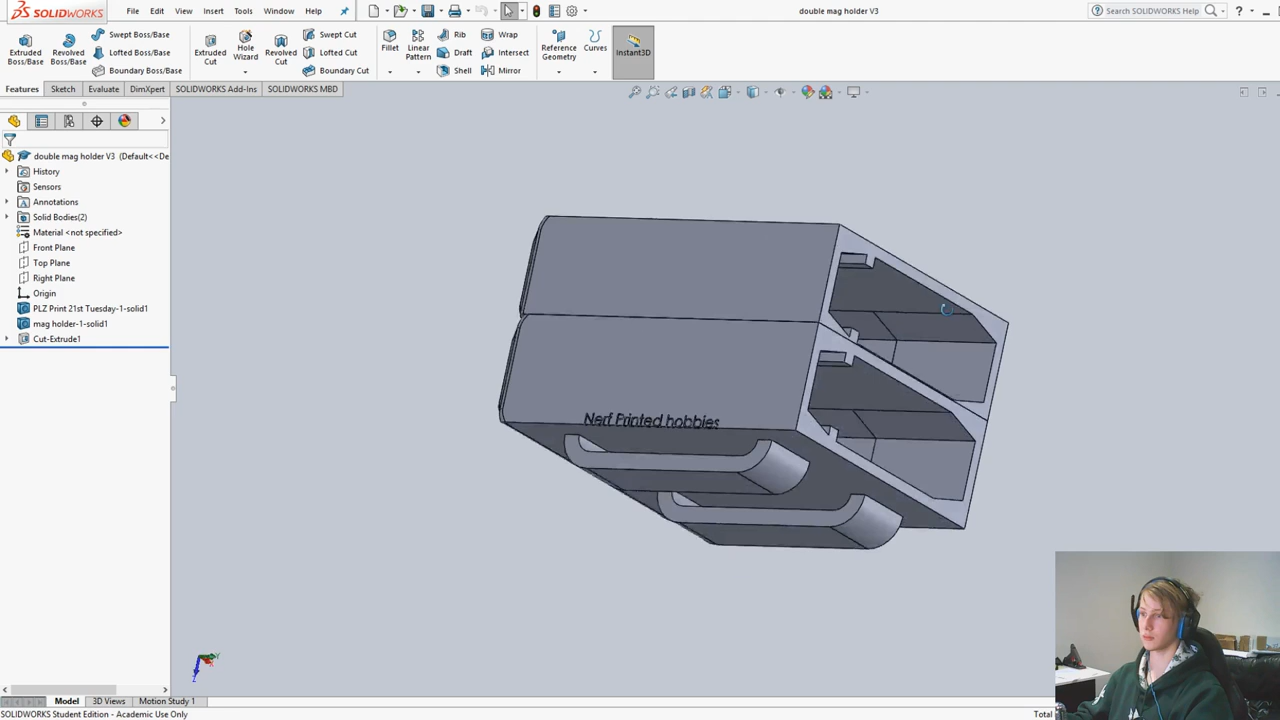 SOLIDWORKS
File
Edit
View
Insert
Tools
Window
Help
double mag holder V3
Search SOLIDWORKS Help
?
Extruded Boss/Base
Revolved Boss/Base
Swept Boss/Base
Lofted Boss/Base
Boundary Boss/Base
Extruded Cut
Hole Wizard
Revolved Cut
Swept Cut
Lofted Cut
Boundary Cut
Fillet
Linear Pattern
Rib
Draft
Shell
Wrap
Intersect
Mirror
Reference Geometry
Curves
Instant3D
Features
Sketch
Evaluate
DimXpert
SOLIDWORKS Add-Ins
SOLIDWORKS MBD
double mag holder V3 (Default<<De
History
Sensors
Annotations
Solid Bodies(2)
Material <not specified>
Front Plane
Top Plane
Right Plane
Origin
PLZ Print 21st Tuesday-1-solid1
mag holder-1-solid1
Cut-Extrude1
Nerf Printed hobbies
Model
3D Views
Motion Study 1
SOLIDWORKS Student Edition - Academic Use Only
Total